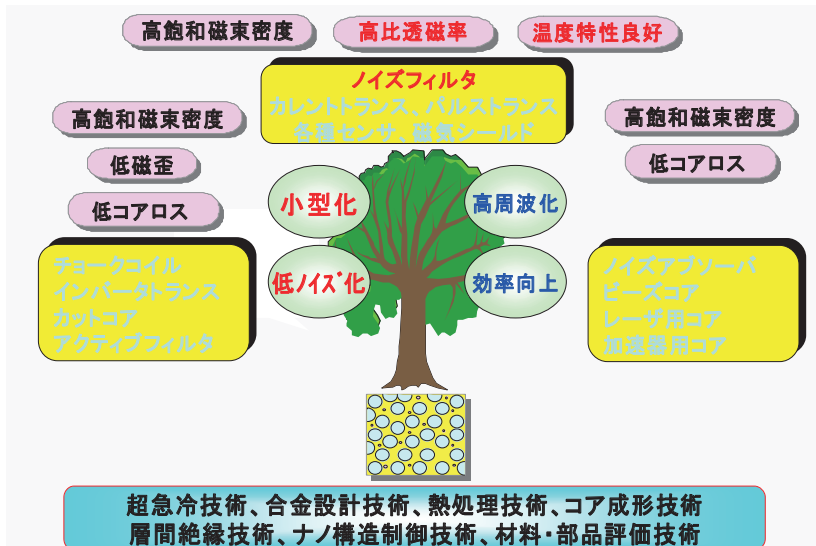 高飽和磁束密度
高比透磁率
温度特性良好
ノイズフィルタ
カレントトランス、パルストランス
各種センサ、磁気シールド
高飽和磁束密度
低磁歪
低コアロス
高飽和磁束密度
低コアロス
小型化
高周波化
低ノイズ化
効率向上
チョークコイル
インバータトランス
カットコア
アクティブフィルタ
ノイズアブソーバ
ビーズコア
レーザ用コア
加速器用コア
超急冷技術、合金設計技術、熱処理技術、コア成形技術
層間絶縁技術、ナノ構造制御技術、材料・部品評価技術